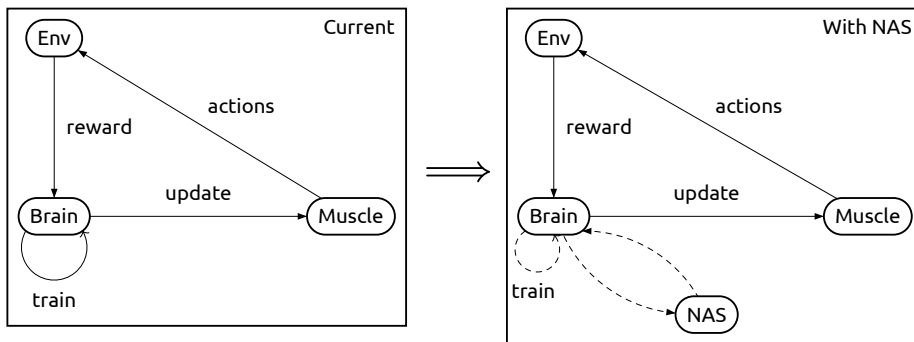 Current
Env
actions
reward
update
Brain
Muscle
train
With NAS
Env
actions
reward
update
Brain
Muscle
train
NAS